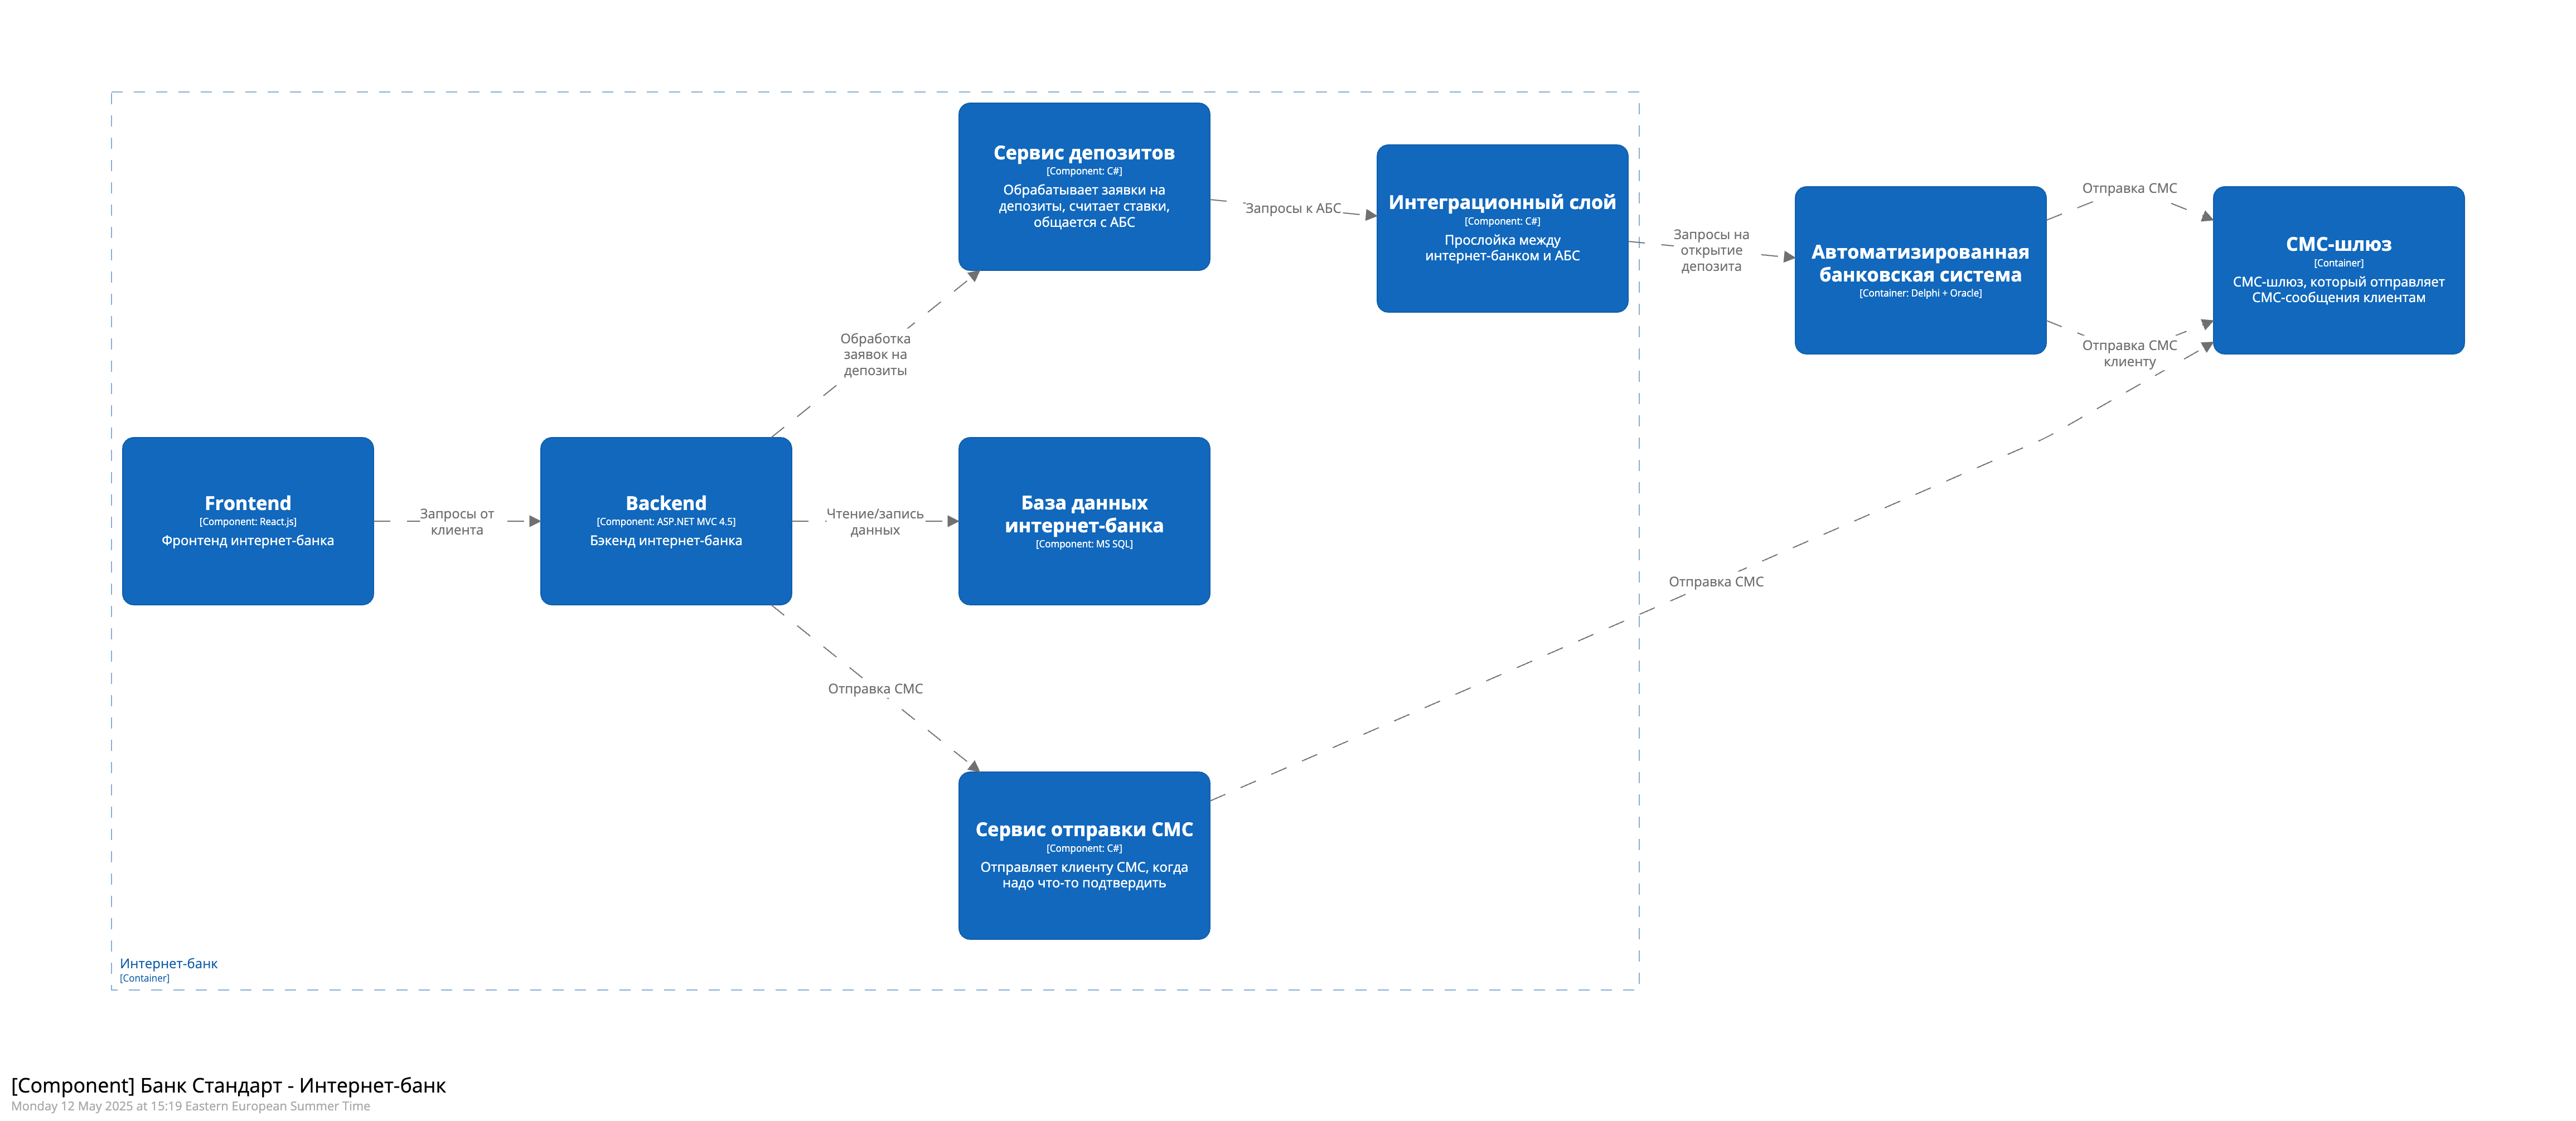 Сервис депозитов
[Component: C#]
Обрабатывает заявки на
депозиты, считает ставки,
общается с АБС
Запросы к АБС
Интеграционный слой
[Component: C#]
Прослойка между
интернет-банком и АБС
Запросы на
открытие
депозита
Автоматизированная
банковская система
[Container: Delphi + Oracle]
Отправка СМС
Отправка СМС
клиенту
СМС-шлюз
[Container]
СМС-шлюз, который отправляет
СМС-сообщения клиентам
Обработка
заявок на
депозиты
Frontend
[Component: React.js]
Фронтенд интернет-банка
Запросы от
клиента
Backend
[Component: ASP.NET MVC 4.5]
Бэкенд интернет-банка
Чтение/запись
данных
База данных
интернет-банка
[Component: MS SQL]
Отправка СМС
Отправка СМС
Сервис отправки СМС
[Component: C#]
Отправляет клиенту СМС, когда
надо что-то подтвердить
Интернет-банк
[Container]
[Component] Банк Стандарт - Интернет-банк
Monday 12 May 2025 at 15:19 Eastern European Summer Time